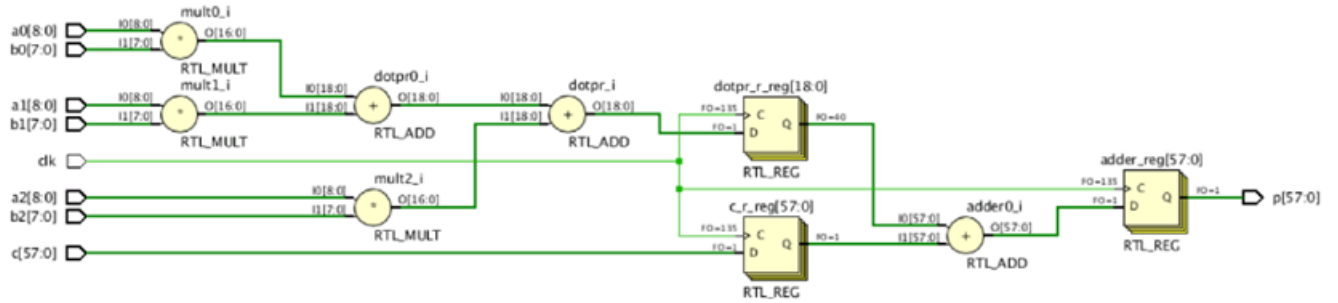 mult0_i
a0[8:0] I0[8:0] O[16:0]
b0[7:0] I1[7:0] *
RTL_MULT
mult1_i
a1[8:0] I0[8:0] O[16:0]
b1[7:0] I1[7:0] *
RTL_MULT
dotpr0_i
I0[18:0] O[18:0]
I1[18:0] +
RTL_ADD
dotpr_i
I0[18:0] O[18:0]
I1[18:0] +
RTL_ADD
dotpr_r_reg[18:0]
FO=135 C
FO=1 D Q FO=40
RTL_REG
clk
mult2_i
a2[8:0] I0[8:0] O[16:0]
b2[7:0] I1[7:0] *
RTL_MULT
c_r_reg[57:0]
FO=135 C
c[57:0] FO=1 D Q FO=1
RTL_REG
adder0_i
I0[57:0] O[57:0]
I1[57:0] +
RTL_ADD
adder_reg[57:0]
FO=135 C
FO=1 D Q FO=1 p[57:0]
RTL_REG